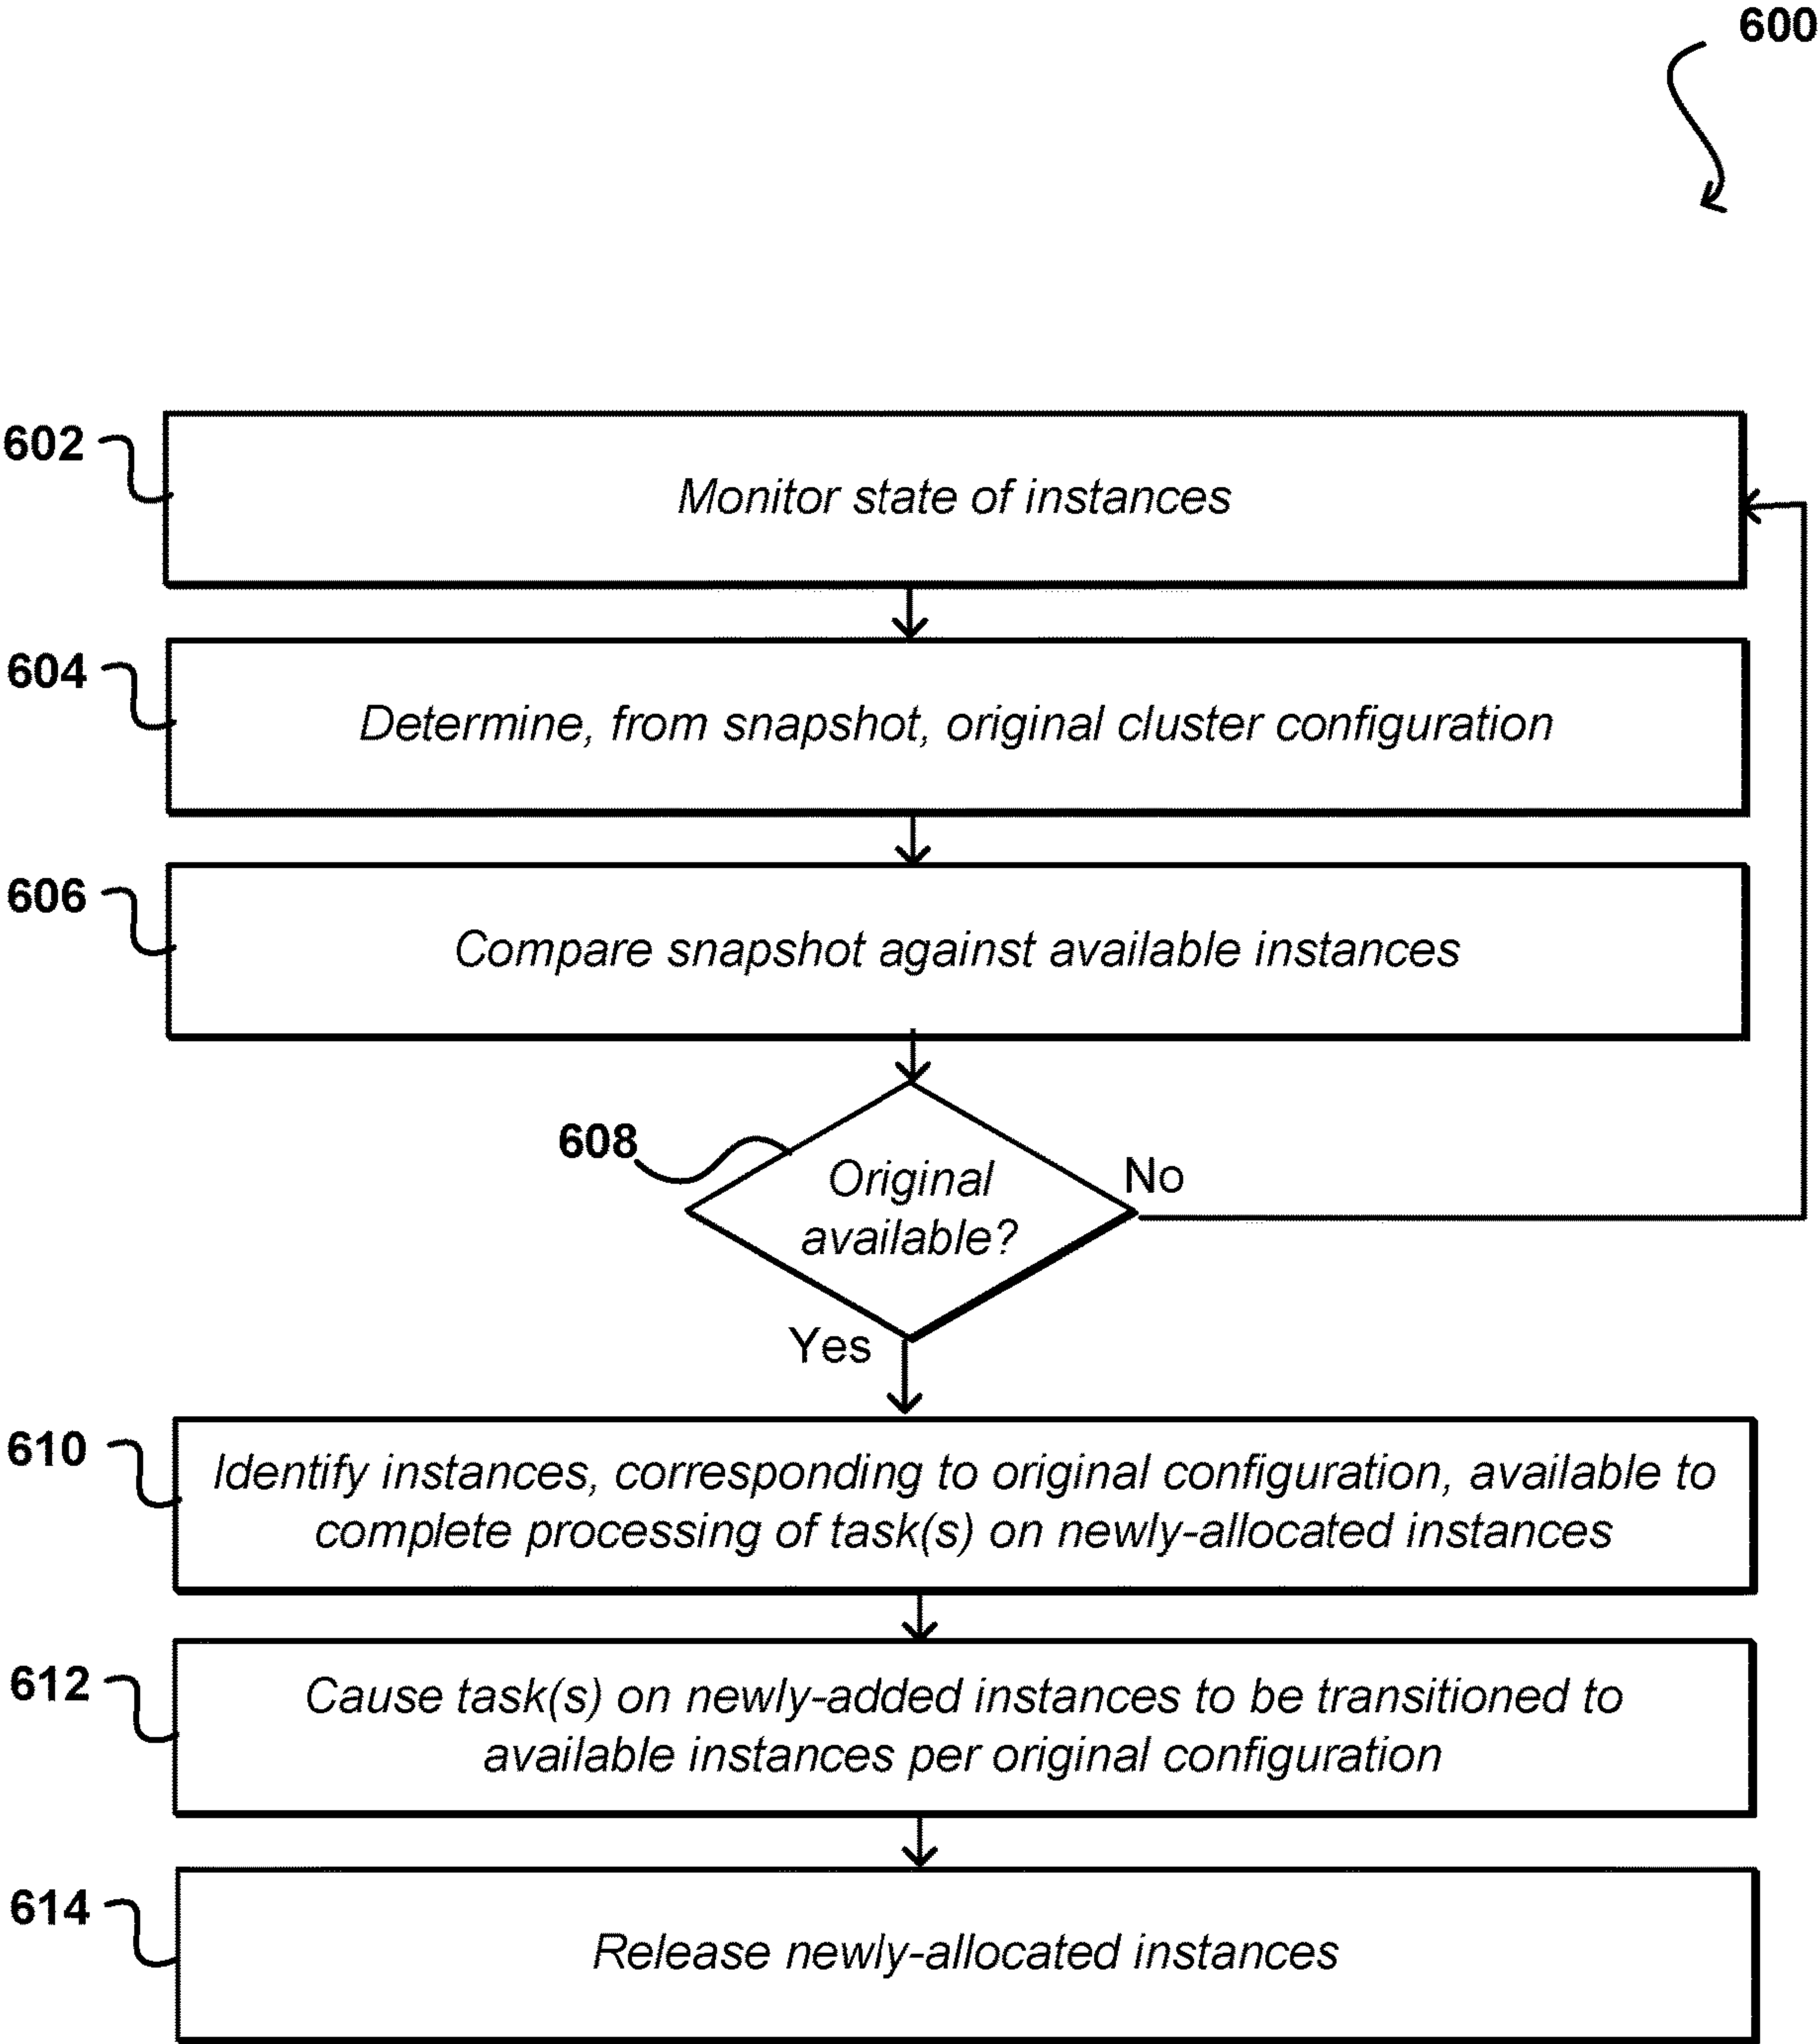 600
602
Monitor state of instances
604
Determine, from snapshot, original cluster configuration
606
Compare snapshot against available instances
608
Original
available?
No
Yes
610
Identify instances, corresponding to original configuration, available to
complete processing of task(s) on newly-allocated instances
612
Cause task(s) on newly-added instances to be transitioned to
available instances per original configuration
614
Release newly-allocated instances